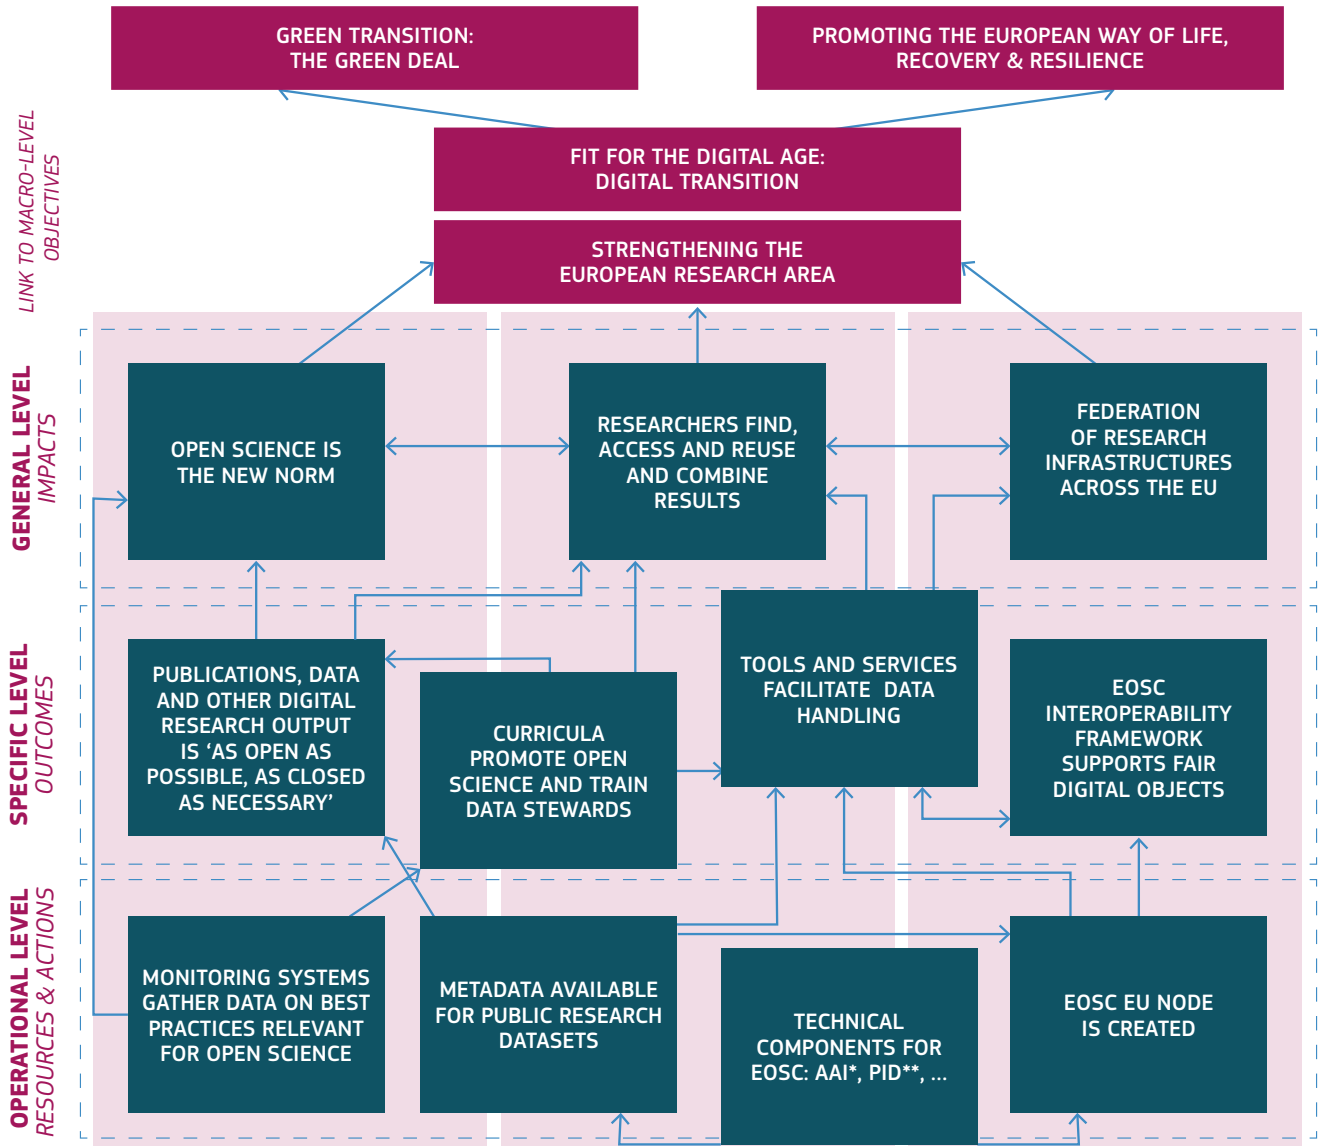 GREEN TRANSITION:
THE GREEN DEAL
PROMOTING THE EUROPEAN WAY OF LIFE,
RECOVERY & RESILIENCE
LINK TO MACRO-LEVEL
OBJECTIVES
FIT FOR THE DIGITAL AGE:
DIGITAL TRANSITION
STRENGTHENING THE
EUROPEAN RESEARCH AREA
GENERAL LEVEL
IMPACTS
OPEN SCIENCE IS
THE NEW NORM
RESEARCHERS FIND,
ACCESS AND REUSE
AND COMBINE
RESULTS
FEDERATION
OF RESEARCH
INFRASTRUCTURES
ACROSS THE EU
SPECIFIC LEVEL
OUTCOMES
PUBLICATIONS, DATA
AND OTHER DIGITAL
RESEARCH OUTPUT
IS ‘AS OPEN AS
POSSIBLE, AS CLOSED
AS NECESSARY’
CURRICULA
PROMOTE OPEN
SCIENCE AND TRAIN
DATA STEWARDS
TOOLS AND SERVICES
FACILITATE DATA
HANDLING
EOSC
INTEROPERABILITY
FRAMEWORK
SUPPORTS FAIR
DIGITAL OBJECTS
OPERATIONAL LEVEL
RESOURCES & ACTIONS
MONITORING SYSTEMS
GATHER DATA ON BEST
PRACTICES RELEVANT
FOR OPEN SCIENCE
METADATA AVAILABLE
FOR PUBLIC RESEARCH
DATASETS
TECHNICAL
COMPONENTS FOR
EOSC: AAI*, PID**, ...
EOSC EU NODE
IS CREATED